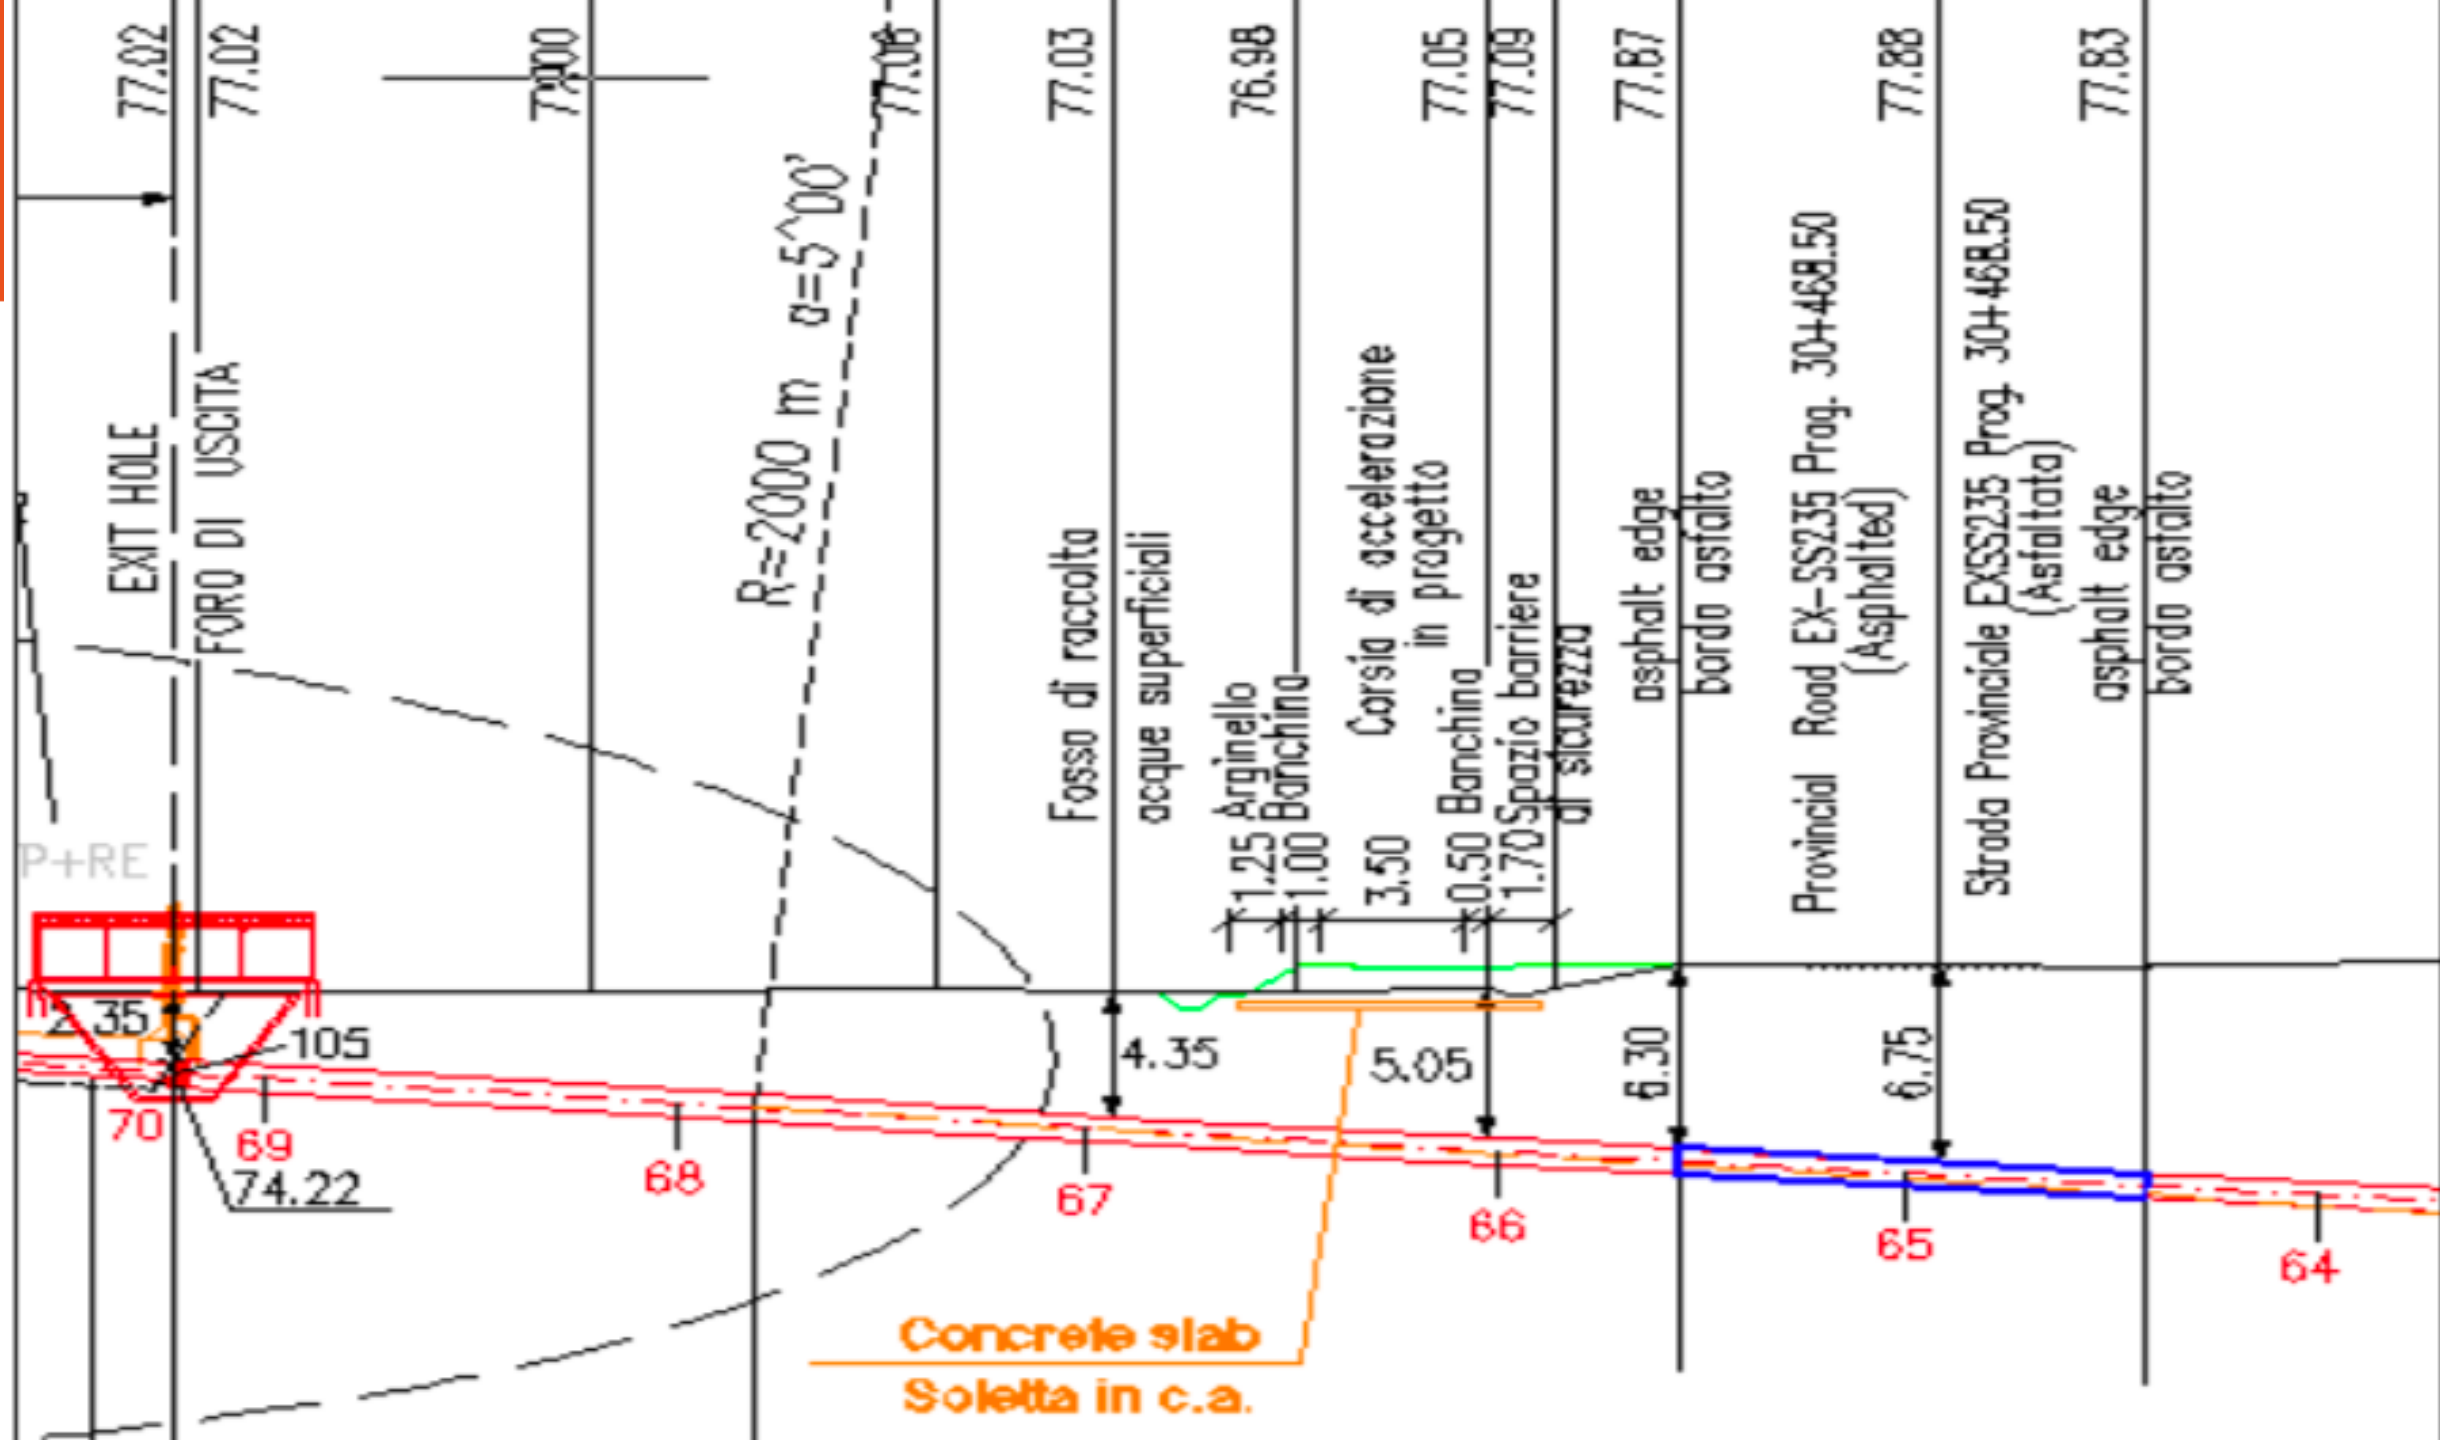 77.02
77.02
77.06
77.03
76.98
77.05
77.09
77.87
77.88
77.83
EXIT HOLE
FORO DI USCITA
R=2000 m α=5^00'
Fosso di raccolta
acque superficiali
1.25 Arginello
1.00 Banchina
3.50 Corsia di accelerazione
in progetto
0.50 Banchina
1.70 Spazio barriere
di sicurezza
asphalt edge
bordo asfalto
Provincial Road EX-SS235 Prog. 30+468.50
(Asphalted)
Strada Provinciale EXSS235 Prog. 30+468.50
(Asfaltata)
asphalt edge
bordo asfalto
P+RE
2.35
105
4.35
5.05
6.30
6.75
70
69
68
67
66
65
64
74.22
Concrete slab
Soletta in c.a.